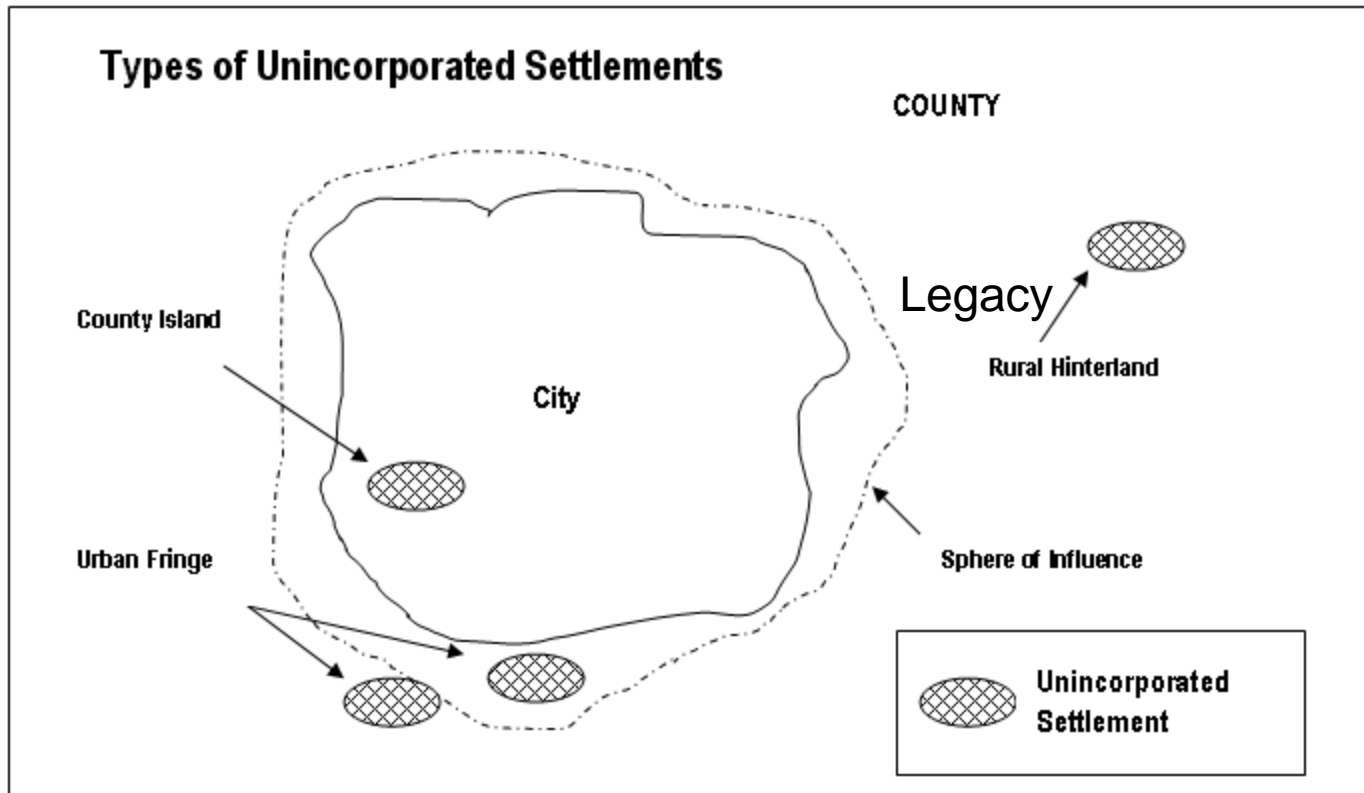 Types of Unincorporated Settlements
COUNTY
Legacy
County Island
Rural Hinterland
City
Urban Fringe
Sphere of Influence
Unincorporated
Settlement